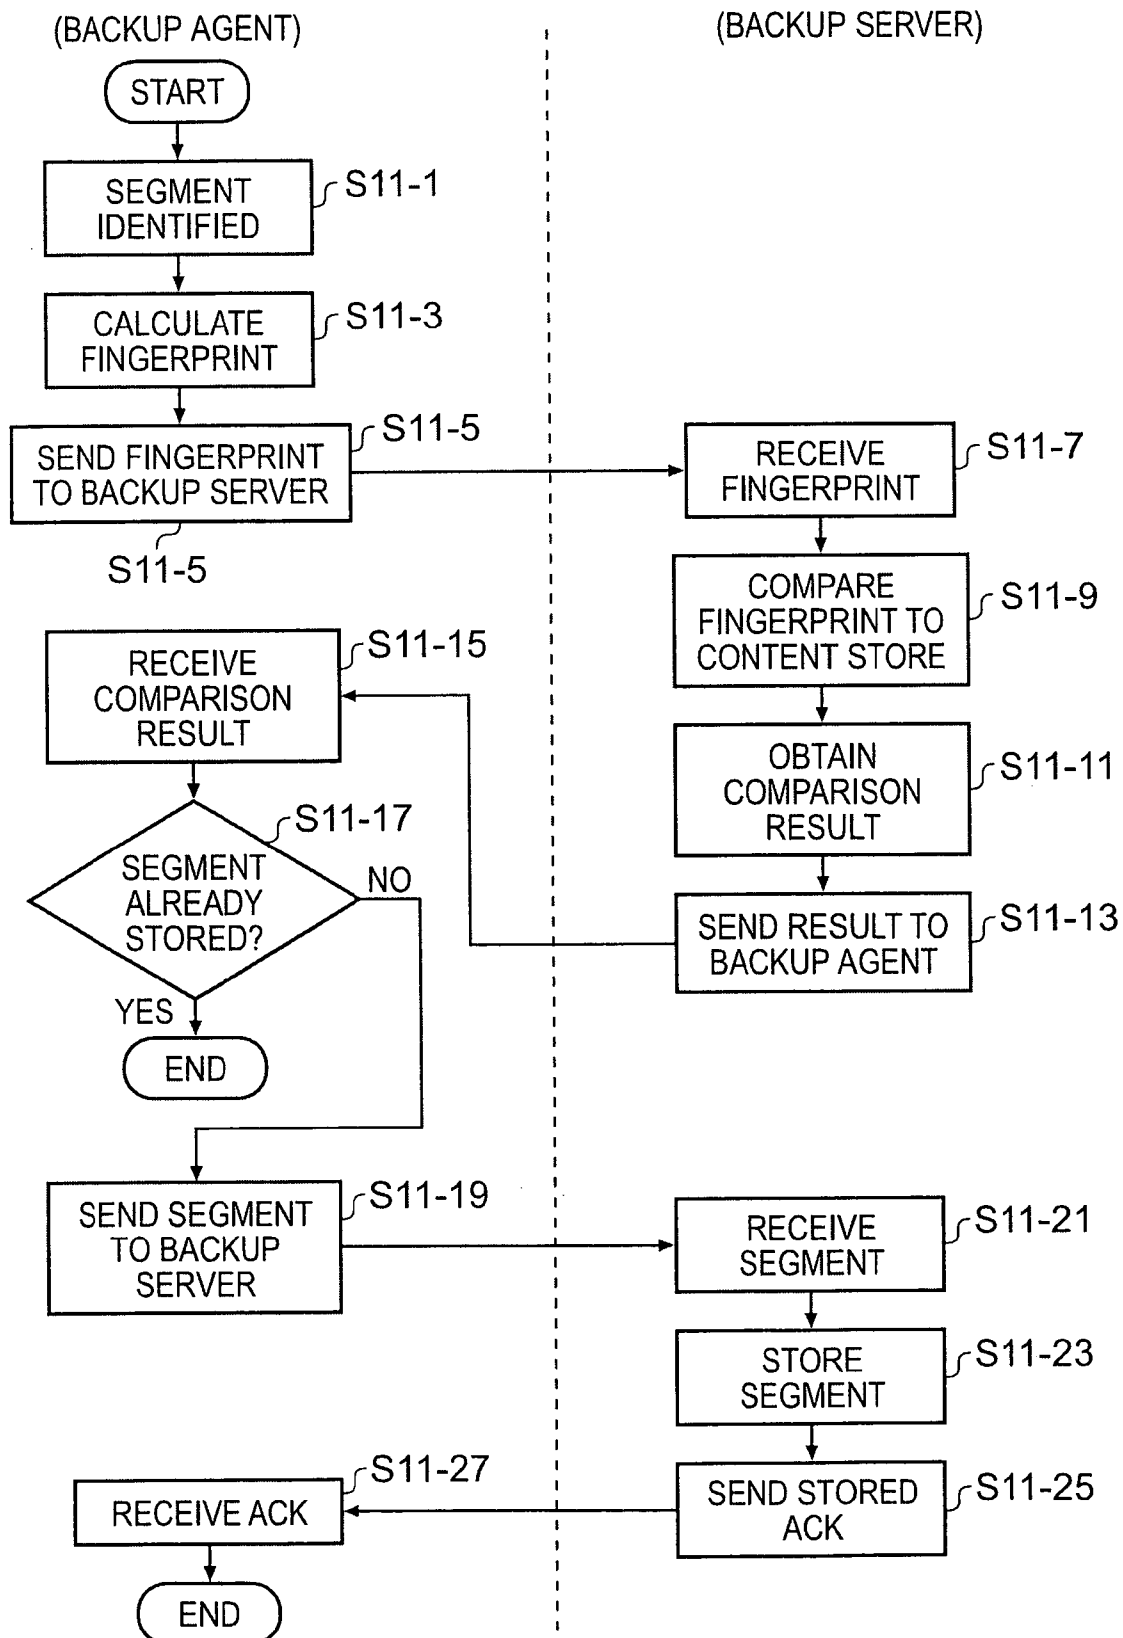 (BACKUP AGENT)
(BACKUP SERVER)
START
SEGMENT
IDENTIFIED
S11-1
CALCULATE
FINGERPRINT
S11-3
SEND FINGERPRINT
TO BACKUP SERVER
S11-5
S11-5
RECEIVE
FINGERPRINT
S11-7
COMPARE
FINGERPRINT TO
CONTENT STORE
S11-9
OBTAIN
COMPARISON
RESULT
S11-11
SEND RESULT TO
BACKUP AGENT
S11-13
RECEIVE
COMPARISON
RESULT
S11-15
SEGMENT
ALREADY
STORED?
S11-17
NO
YES
END
SEND SEGMENT
TO BACKUP
SERVER
S11-19
RECEIVE
SEGMENT
S11-21
STORE
SEGMENT
S11-23
SEND STORED
ACK
S11-25
RECEIVE ACK
S11-27
END